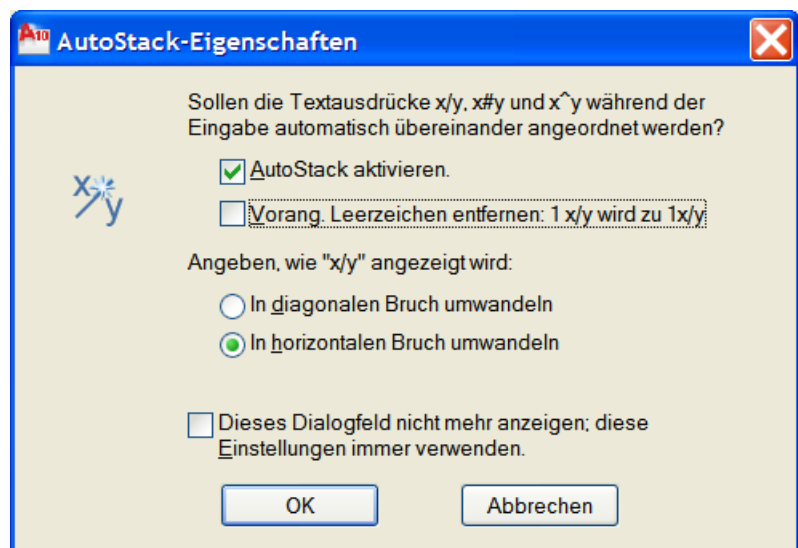 A10 AutoStack-Eigenschaften
Sollen die Textausdrücke x/y, x#y und x^y während der
Eingabe automatisch übereinander angeordnet werden?
AutoStack aktivieren.
x/y
Vorang. Leerzeichen entfernen: 1 x/y wird zu 1x/y
Angeben, wie "x/y" angezeigt wird:
In diagonalen Bruch umwandeln
In horizontalen Bruch umwandeln
Dieses Dialogfeld nicht mehr anzeigen; diese
Einstellungen immer verwenden.
OK Abbrechen